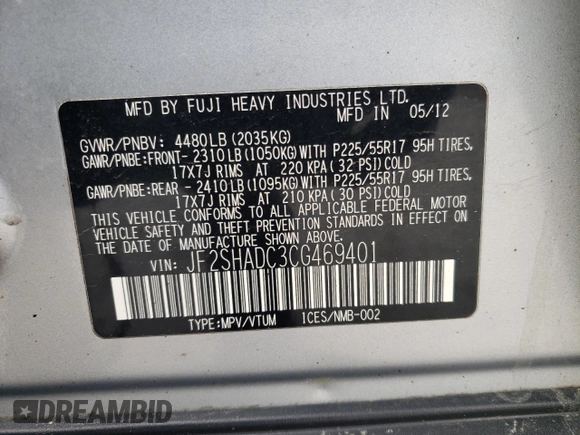 MFD BY FUJI HEAVY INDUSTRIES LTD.
MFD IN 05/12
GVWR/PNBV: 4480LB(2035KG)
GAWR/PNBE:FRONT- 2310LB(1050KG)WITH P225/55R17 95H TIRES,
17X7J RIMS AT 220 KPA(32 PSI)COLD
GAWR/PNBE:REAR - 2410LB(1095KG)WITH P225/55R17 95H TIRES,
17X7J RIMS AT 210 KPA(30 PSI)COLD
THIS VEHICLE CONFORMS TO ALL APPLICABLE FEDERAL MOTOR
VEHICLE SAFETY AND THEFT PREVENTION STANDARDS IN EFFECT ON
THE DATE OF MANUFACTURE SHOWN ABOVE.
VIN: JF2SHADC3CG469401
TYPE:MPV/VTUM ICES/NMB-002
DREAMBID